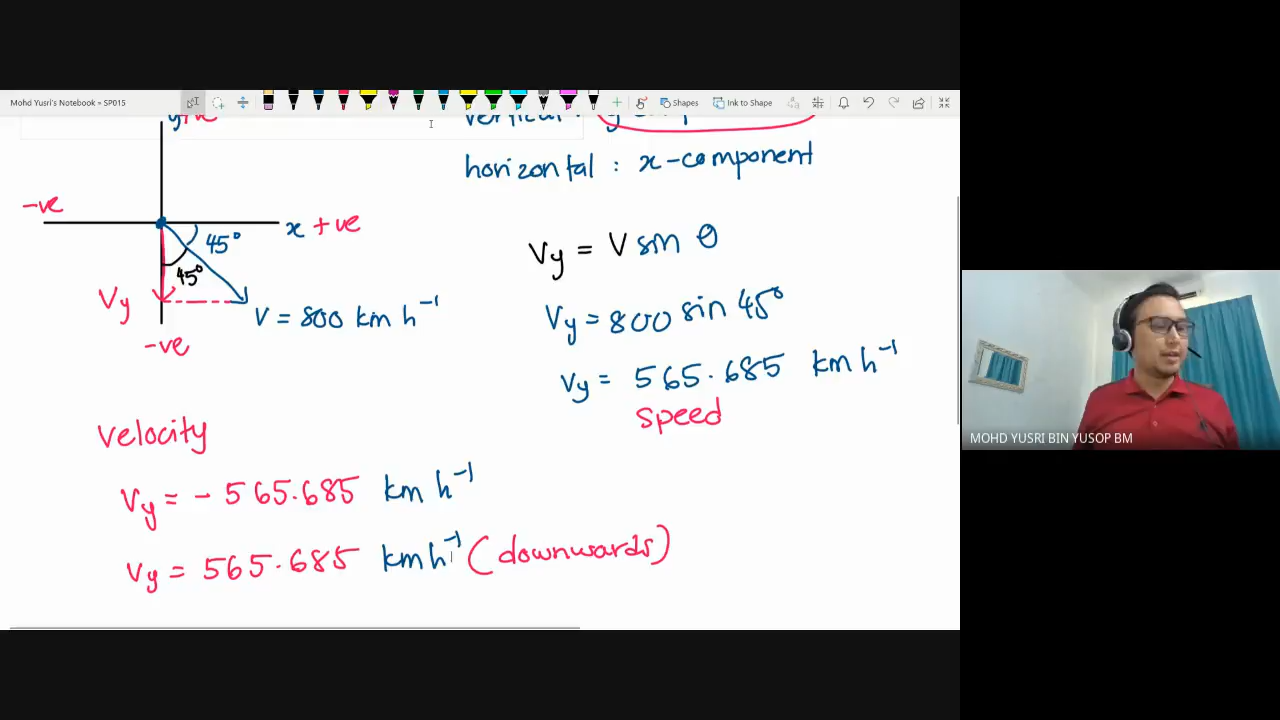 Mohd Yusri's Notebook » SP015
Shapes
Ink to Shape
y+ve
vertical :
horizontal : x-component
-ve
x +ve
45°
45°
Vy
V = 800 km h⁻¹
-ve
Vy = V sin θ
Vy = 800 sin 45°
Vy = 565.685 km h⁻¹
speed
velocity
Vy = - 565.685 km h⁻¹
Vy = 565.685 km h⁻¹ (downwards)
MOHD YUSRI BIN YUSOP BM